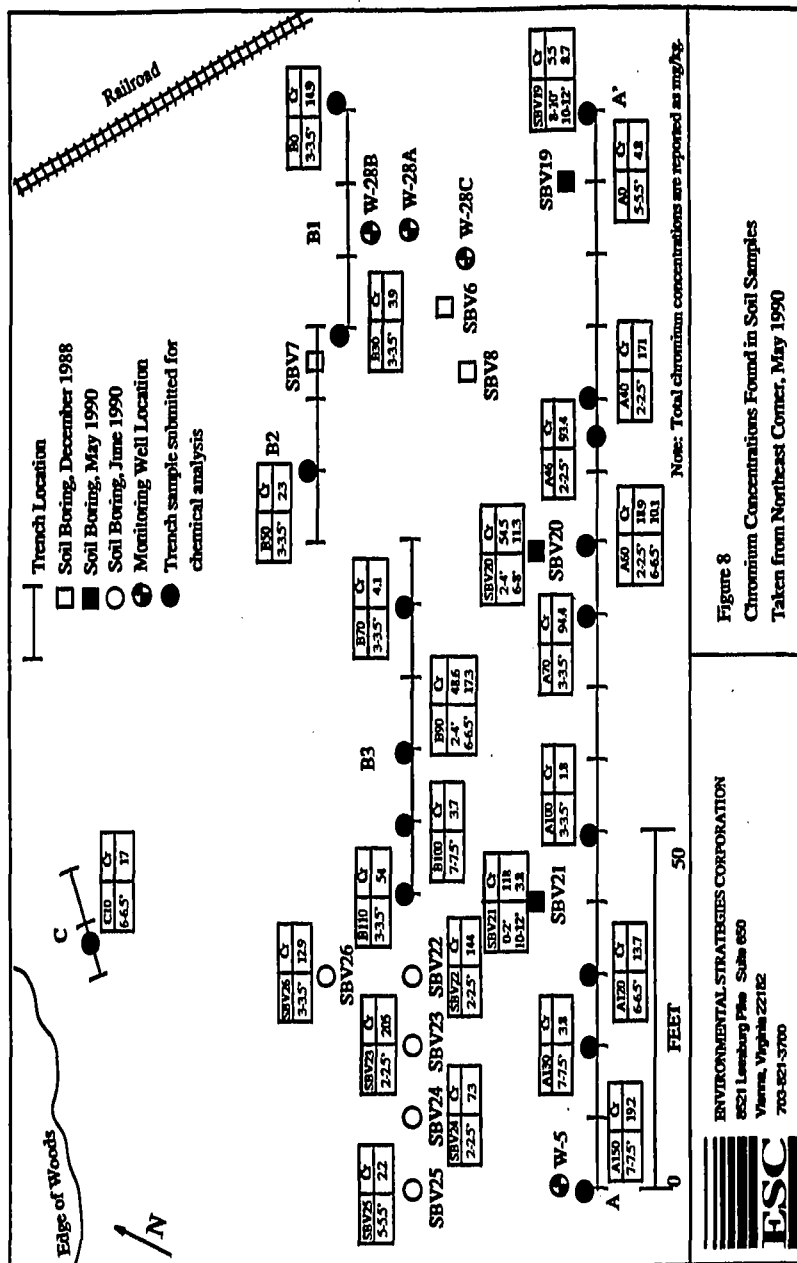 Edge of Woods
N
Railroad
Trench Location
Soil Boring, December 1988
Soil Boring, May 1990
Soil Boring, June 1990
Monitoring Well Location
Trench sample submitted for
chemical analysis
C
C10 Cr
6-6.5" 17
B0 Cr
3-3.5" 14.9
B1
W-28B
W-28A
W-28C
B30 Cr
3-3.5" 3.9
SBV7
SBV6
SBV8
B2
B50 Cr
3-3.5" 2.3
B70 Cr
3-3.5" 4.1
B3
B90 Cr
2-4" 48.6
6-6.5" 17.3
B100 Cr
7-7.5" 3.7
B110 Cr
3-3.5" 54
SBV26 Cr
3-3.5" 12.9
SBV26
SBV22
SBV22 Cr
2-2.5" 144
SBV23 Cr
2-2.5" 205
SBV23
SBV24
SBV24 Cr
2-2.5" 7.3
SBV25 Cr
5-5.5" 2.2
SBV25
SBV19 Cr
8-10" 5.5
10-12" 8.7
SBV19
A'
A0 Cr
5-5.5" 4.8
A40 Cr
2-2.5" 171
A46 Cr
2-2.5" 93.4
SBV20 Cr
2-4" 54.5
6-8" 11.3
SBV20
A60 Cr
2-2.5" 18.9
6-6.5" 10.1
A70 Cr
3-3.5" 94.4
A100 Cr
3-3.5" 1.8
SBV21 Cr
0-2" 118
10-12" 3.8
SBV21
A120 Cr
6-6.5" 13.7
A130 Cr
7-7.5" 3.8
W-5
A150 Cr
7-7.5" 19.2
A
0 FEET 50
Note: Total chromium concentrations are reported as mg/kg.
ESC
ENVIRONMENTAL STRATEGIES CORPORATION
8521 Leesburg Pike Suite 650
Vienna, Virginia 22182
703-821-3700
Figure 8
Chromium Concentrations Found in Soil Samples
Taken from Northeast Corner, May 1990